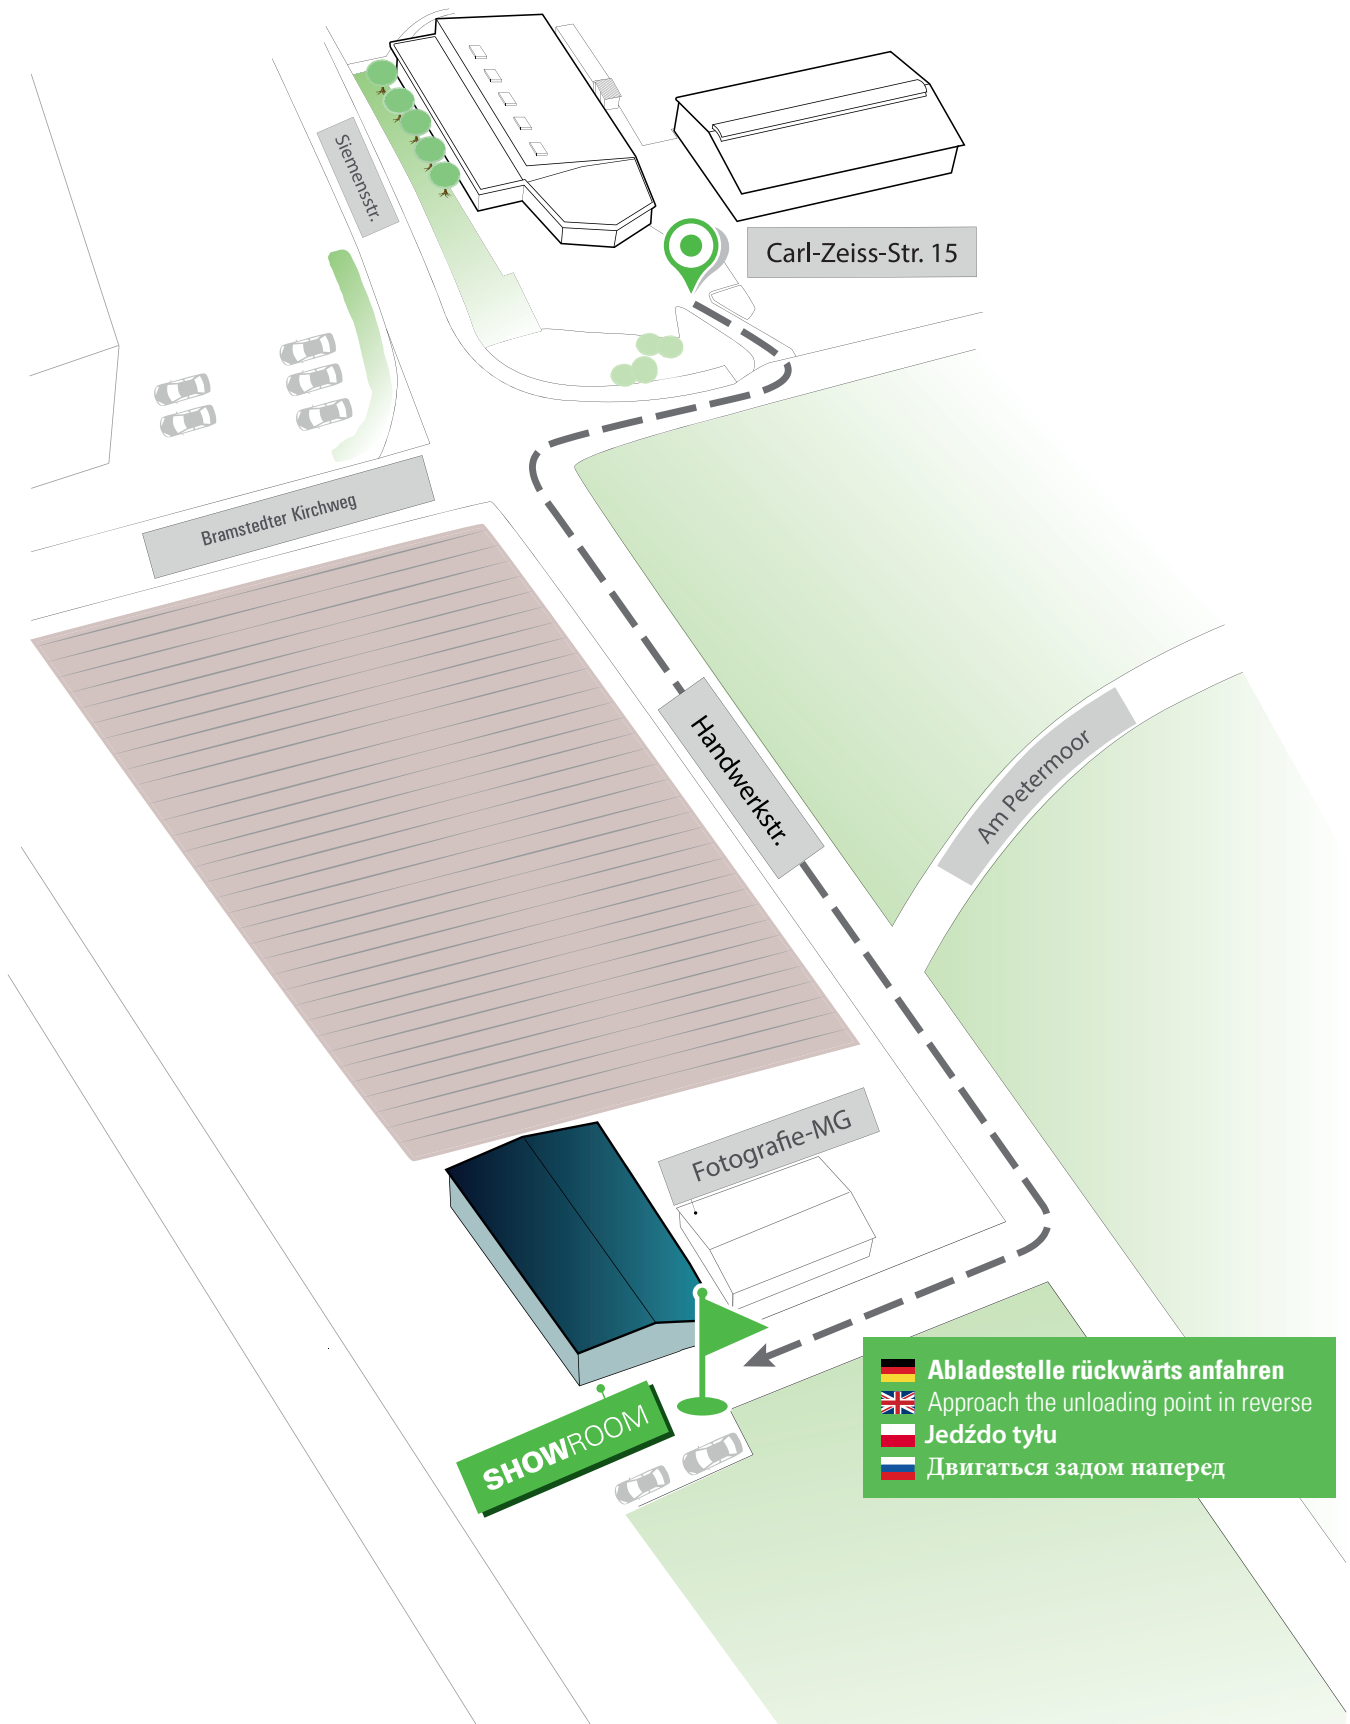 Siemensstr.
Carl-Zeiss-Str. 15
Bramstedter Kirchweg
Handwerkstr.
Am Petermoor
Fotografie-MG
SHOWROOM
Abladestelle rückwärts anfahren
Approach the unloading point in reverse
Jedźdo tyłu
Двигаться задом наперед